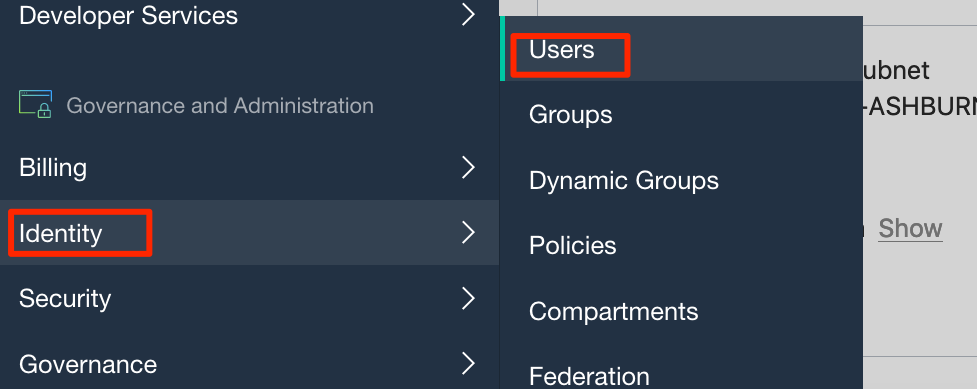 Developer Services
Governance and Administration
Billing
Identity
Security
Governance
Users
Groups
Dynamic Groups
Policies
Compartments
Federation
ubnet
-ASHBURN
Show